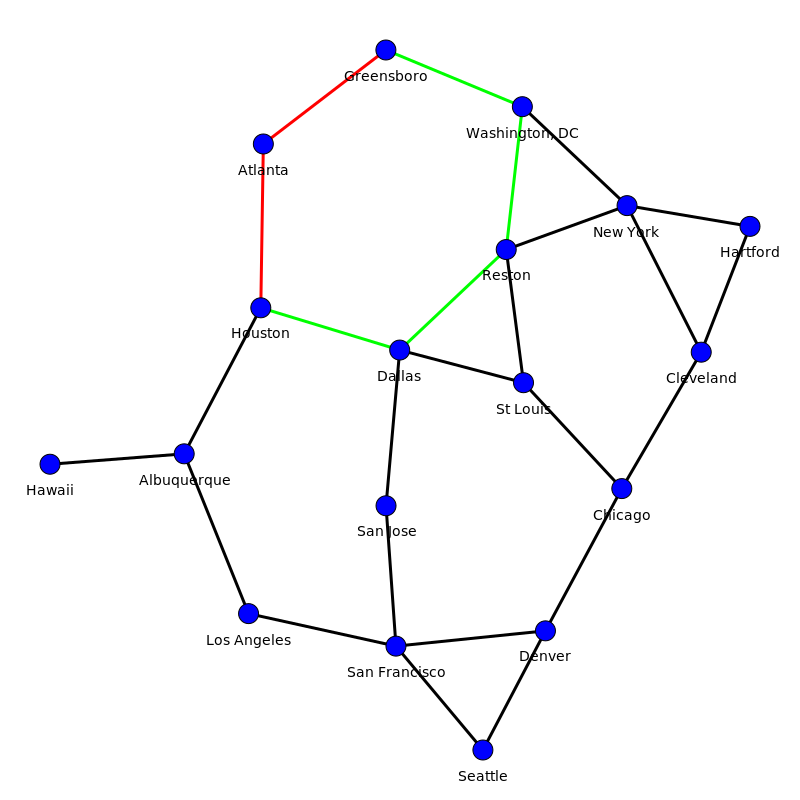 Greensboro
Washington, DC
Atlanta
New York
Hartford
Reston
Houston
Dallas
Cleveland
St Louis
Albuquerque
Hawaii
Chicago
San Jose
Los Angeles
Denver
San Francisco
Seattle